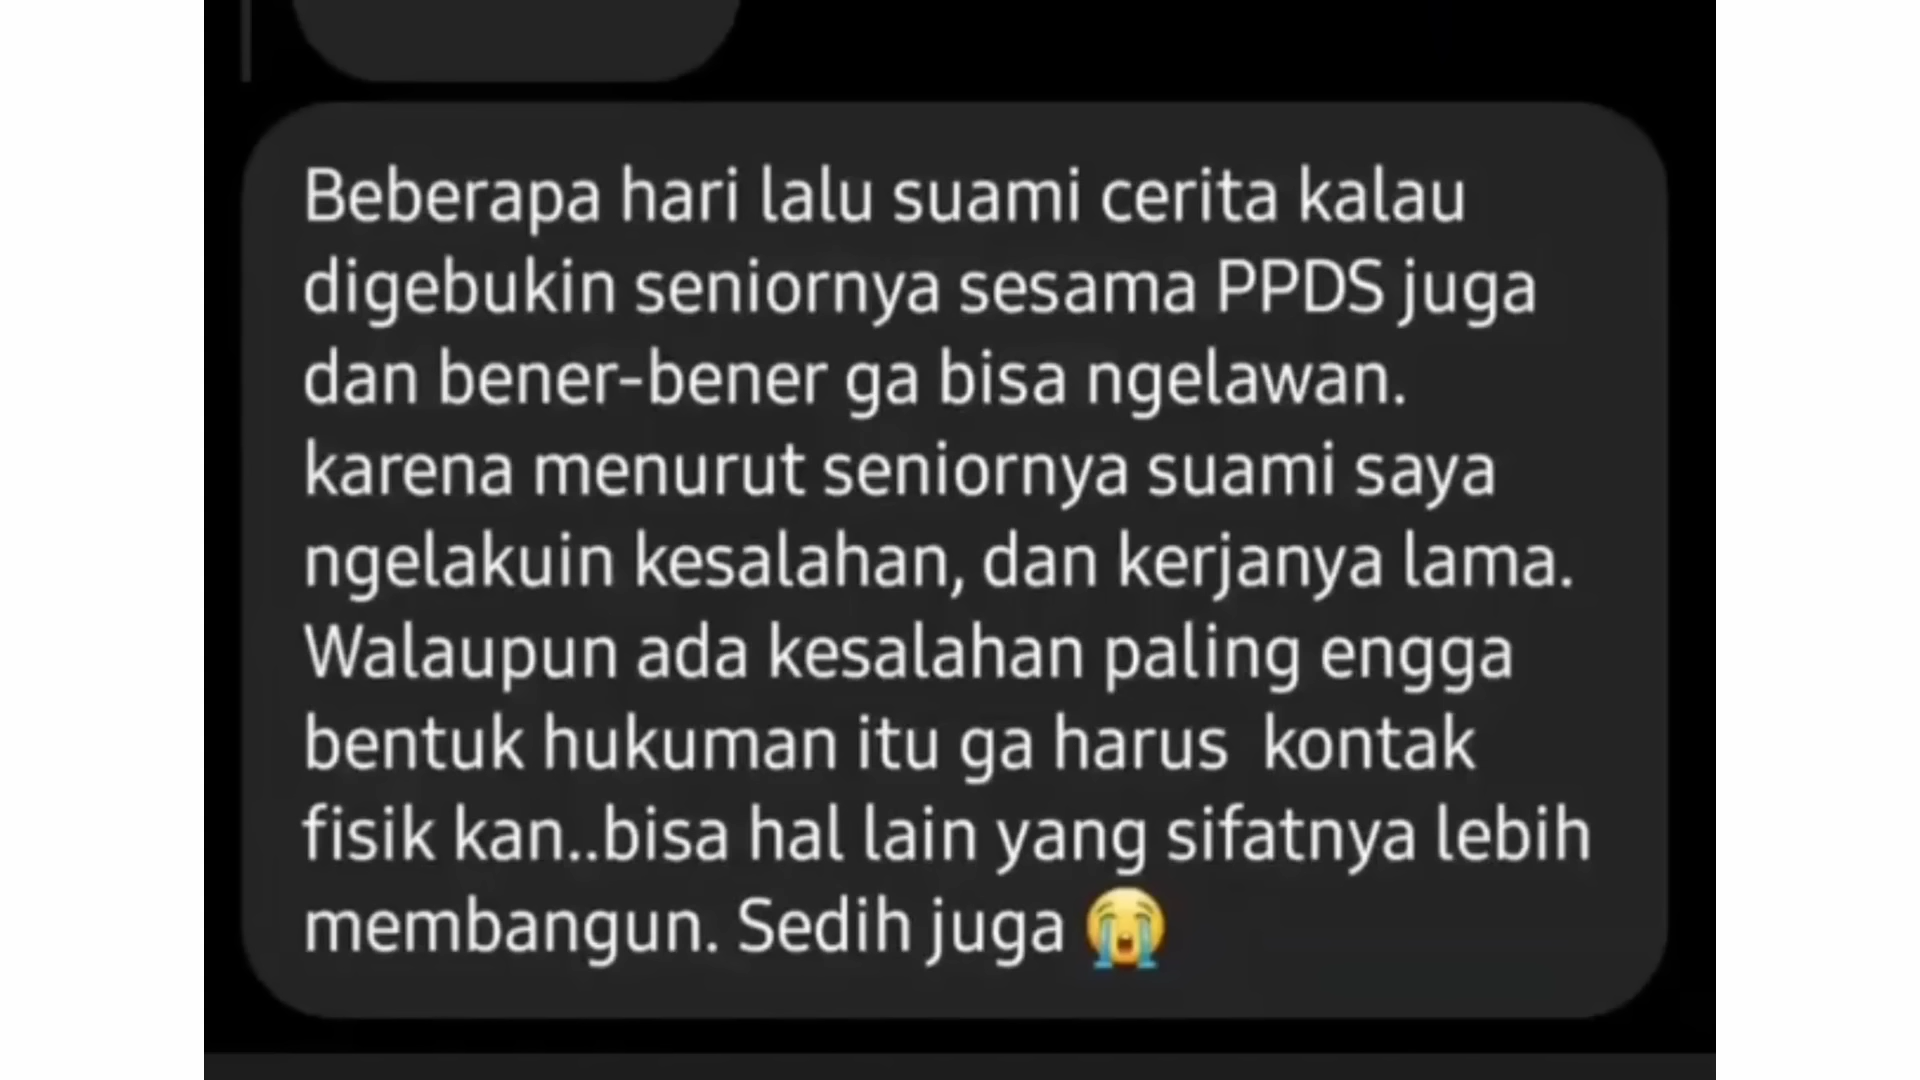 Beberapa hari lalu suami cerita kalau
digebukin seniornya sesama PPDS juga
dan bener-bener ga bisa ngelawan.
karena menurut seniornya suami saya
ngelakuin kesalahan, dan kerjanya lama.
Walaupun ada kesalahan paling engga
bentuk hukuman itu ga harus  kontak
fisik kan..bisa hal lain yang sifatnya lebih
membangun. Sedih juga 😭